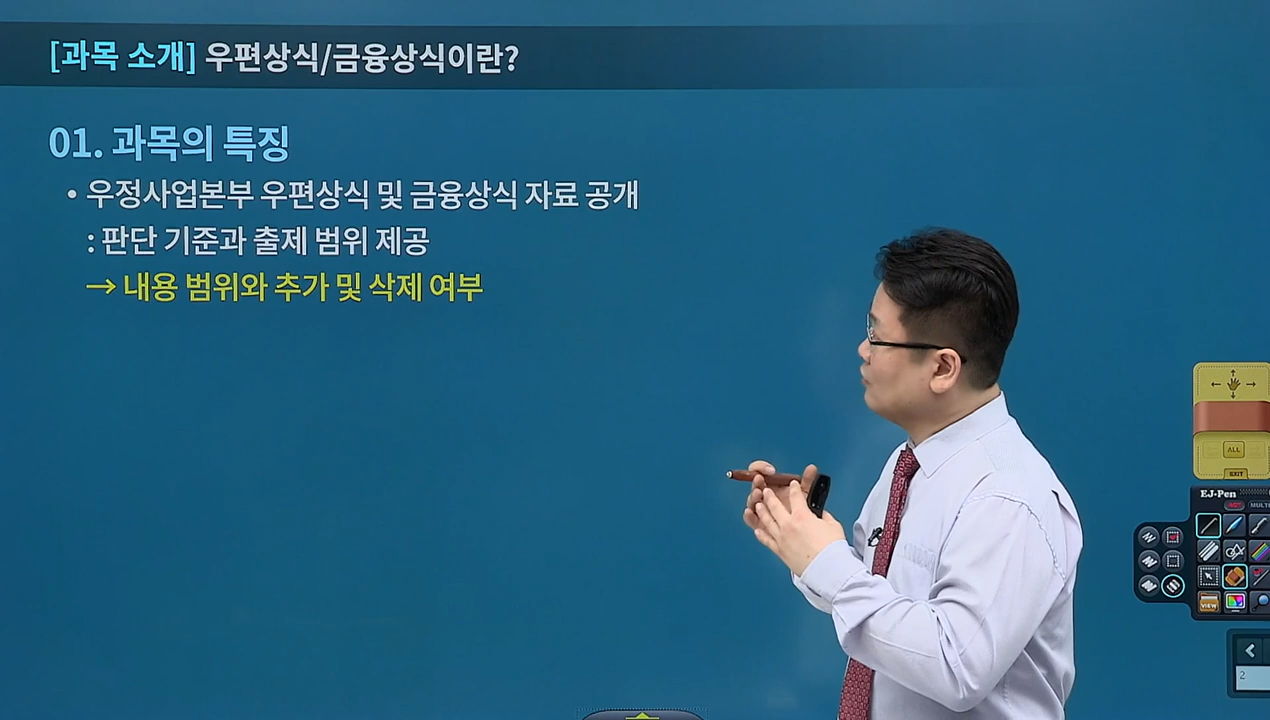 [과목 소개] 우편상식/금융상식이란?
01. 과목의 특징
• 우정사업본부 우편상식 및 금융상식 자료 공개
: 판단 기준과 출제 범위 제공
→ 내용 범위와 추가 및 삭제 여부
ALL
EXIT
EJ-Pen
VIEW
2